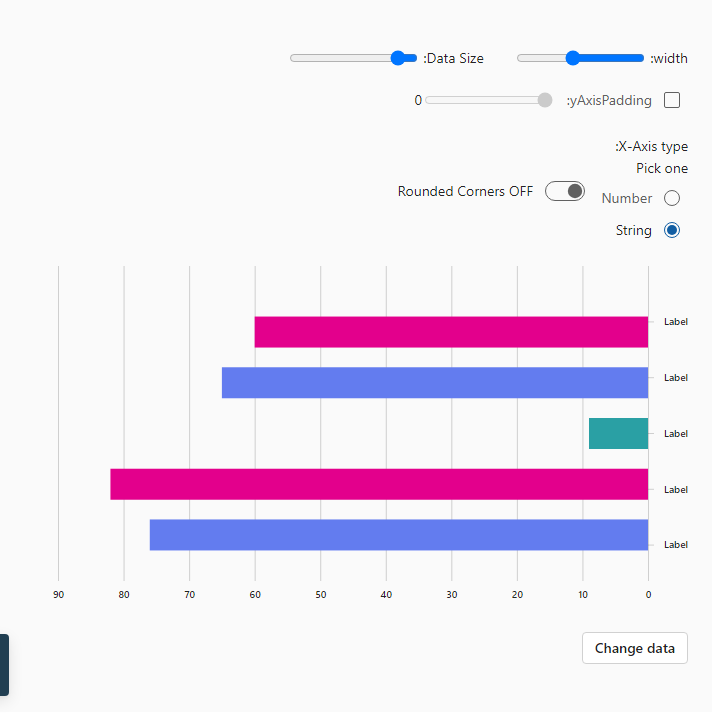 :width
:Data Size
:yAxisPadding
0
:X-Axis type
Pick one
Number
Rounded Corners OFF
String
Label
Label
Label
Label
Label
90 80 70 60 50 40 30 20 10 0
Change data